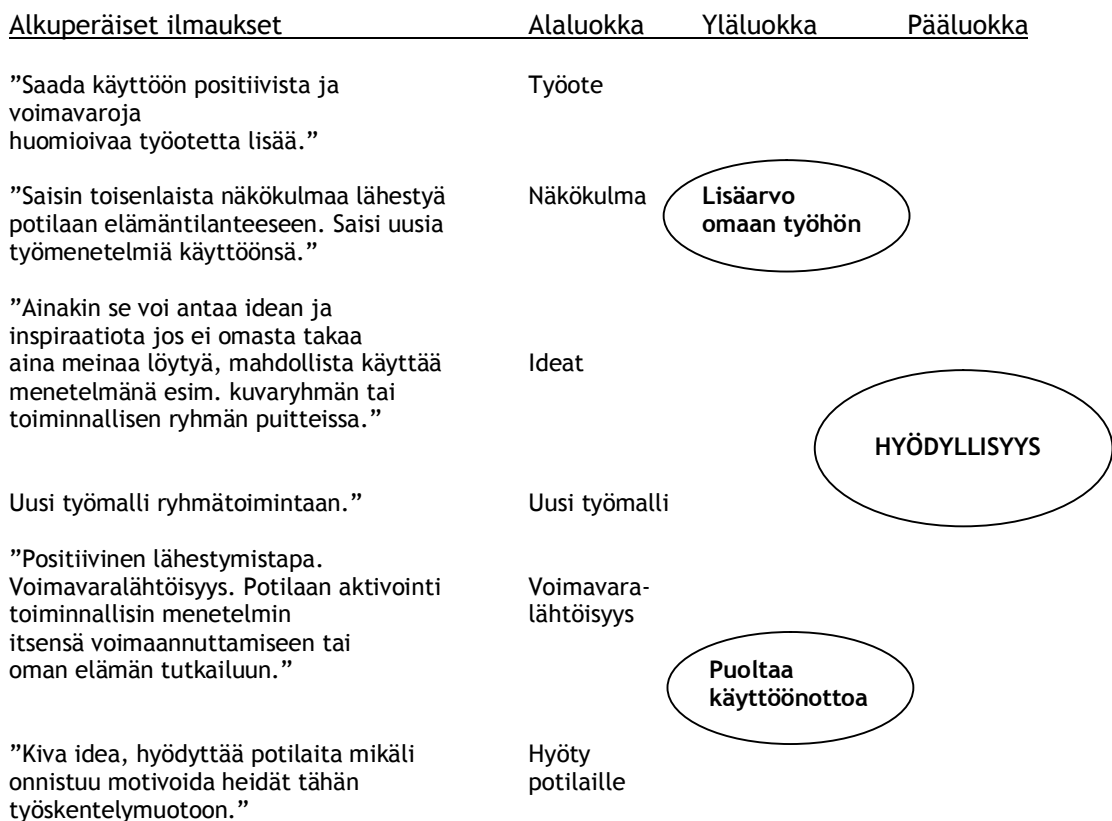 Alkuperäiset ilmaukset Alaluokka Yläluokka Pääluokka
”Saada käyttöön positiivista ja Työote
voimavaroja
huomioivaa työotetta lisää.”
”Saisin toisenlaista näkökulmaa lähestyä Näkökulma Lisäarvo
potilaan elämäntilanteeseen. Saisi uusia omaan työhön
työmenetelmiä käyttöönsä.”
”Ainakin se voi antaa idean ja
inspiraatiota jos ei omasta takaa
aina meinaa löytyä, mahdollista käyttää Ideat
menetelmänä esim. kuvaryhmän tai
toiminnallisen ryhmän puitteissa.”
HYÖDYLLISYYS
Uusi työmalli ryhmätoimintaan.” Uusi työmalli
”Positiivinen lähestymistapa.
Voimavaralähtöisyys. Potilaan aktivointi Voimavara-
toiminnallisin menetelmin lähtöisyys
itsensä voimaannuttamiseen tai
oman elämän tutkailuun.” Puoltaa
käyttöönottoa
”Kiva idea, hyödyttää potilaita mikäli Hyöty
onnistuu motivoida heidät tähän potilaille
työskentelymuotoon.”